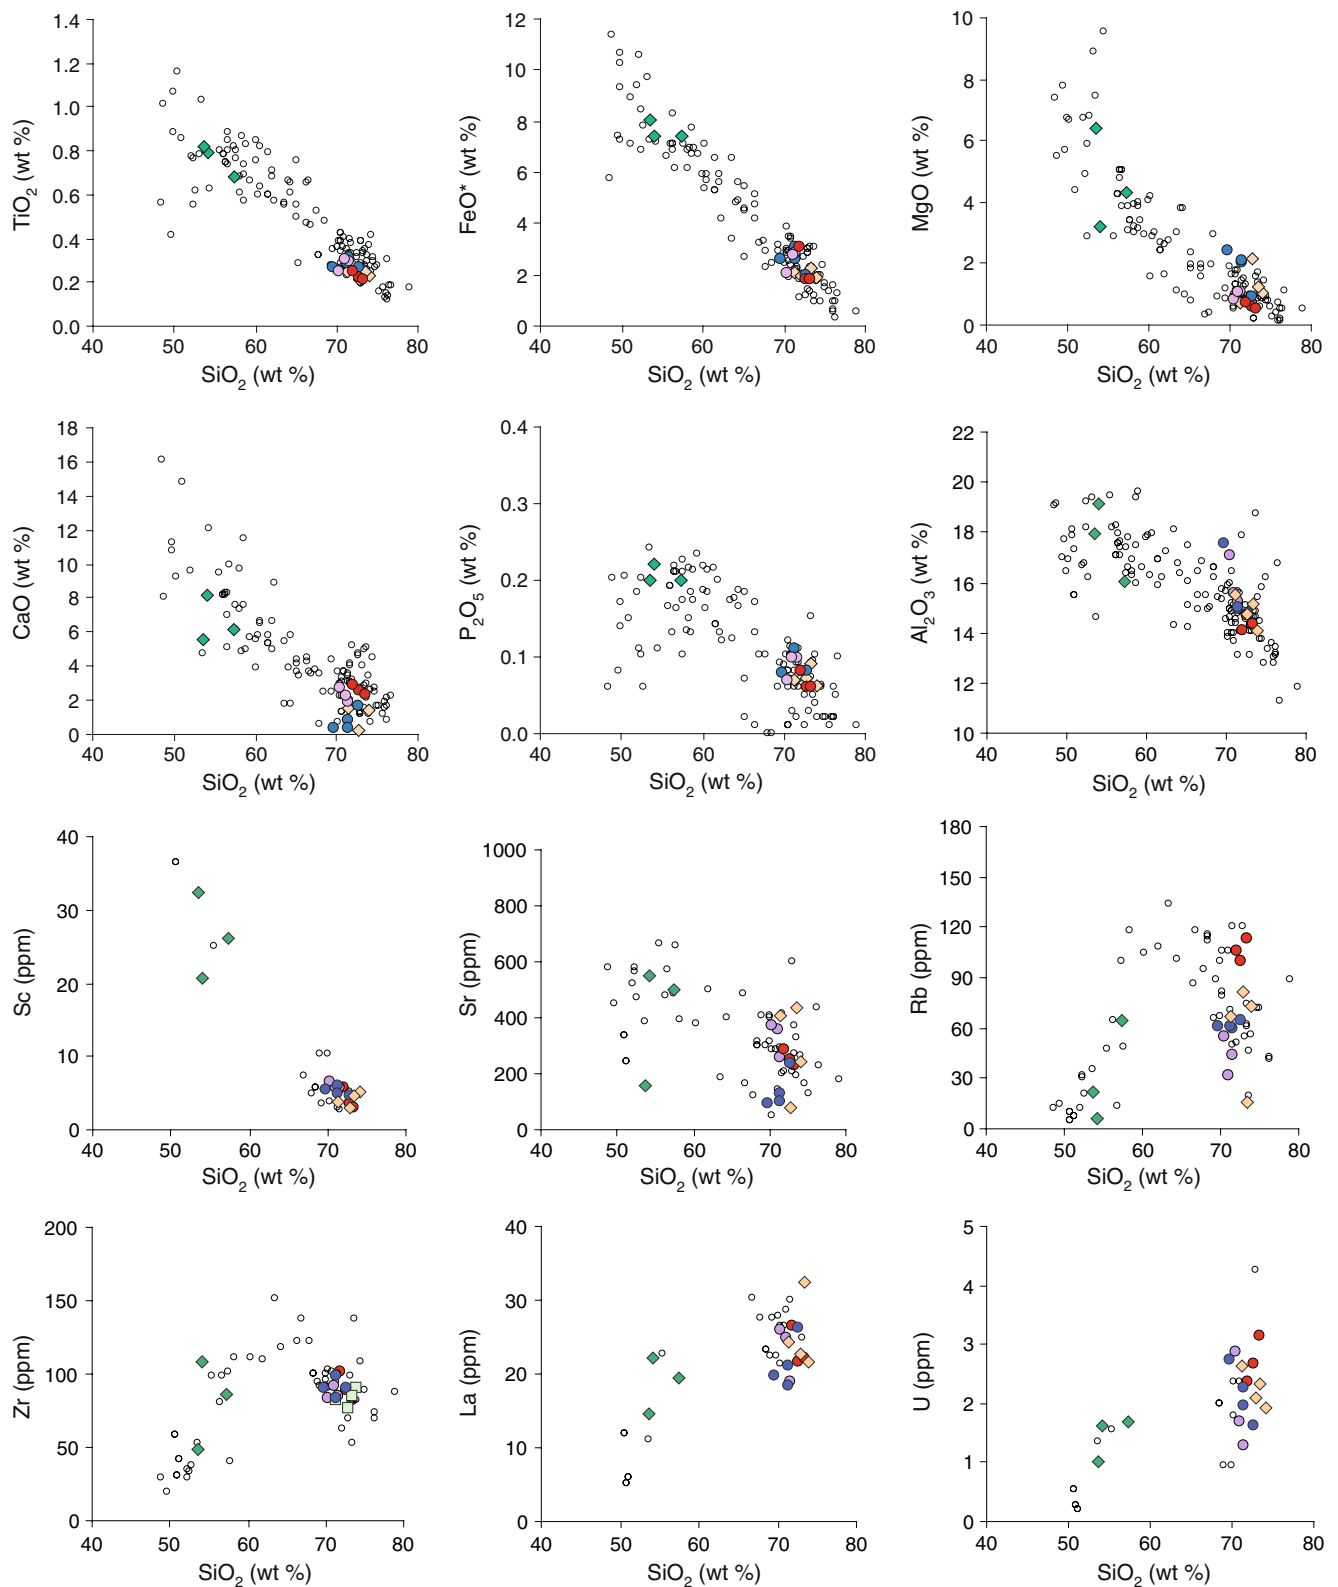 TiO2 (wt %)
1.4
1.2
1.0
0.8
0.6
0.4
0.2
0.0
40 50 60 70 80
SiO2 (wt %)
FeO* (wt %)
12
10
8
6
4
2
0
40 50 60 70 80
SiO2 (wt %)
MgO (wt %)
10
8
6
4
2
0
40 50 60 70 80
SiO2 (wt %)
CaO (wt %)
18
16
14
12
10
8
6
4
2
0
40 50 60 70 80
SiO2 (wt %)
P2O5 (wt %)
0.4
0.3
0.2
0.1
0.0
40 50 60 70 80
SiO2 (wt %)
Al2O3 (wt %)
22
20
18
16
14
12
10
40 50 60 70 80
SiO2 (wt %)
Sc (ppm)
40
30
20
10
0
40 50 60 70 80
SiO2 (wt %)
Sr (ppm)
1000
800
600
400
200
0
40 50 60 70 80
SiO2 (wt %)
Rb (ppm)
180
150
120
90
60
30
0
40 50 60 70 80
SiO2 (wt %)
Zr (ppm)
200
150
100
50
0
40 50 60 70 80
SiO2 (wt %)
La (ppm)
40
30
20
10
0
40 50 60 70 80
SiO2 (wt %)
U (ppm)
5
4
3
2
1
0
40 50 60 70 80
SiO2 (wt %)